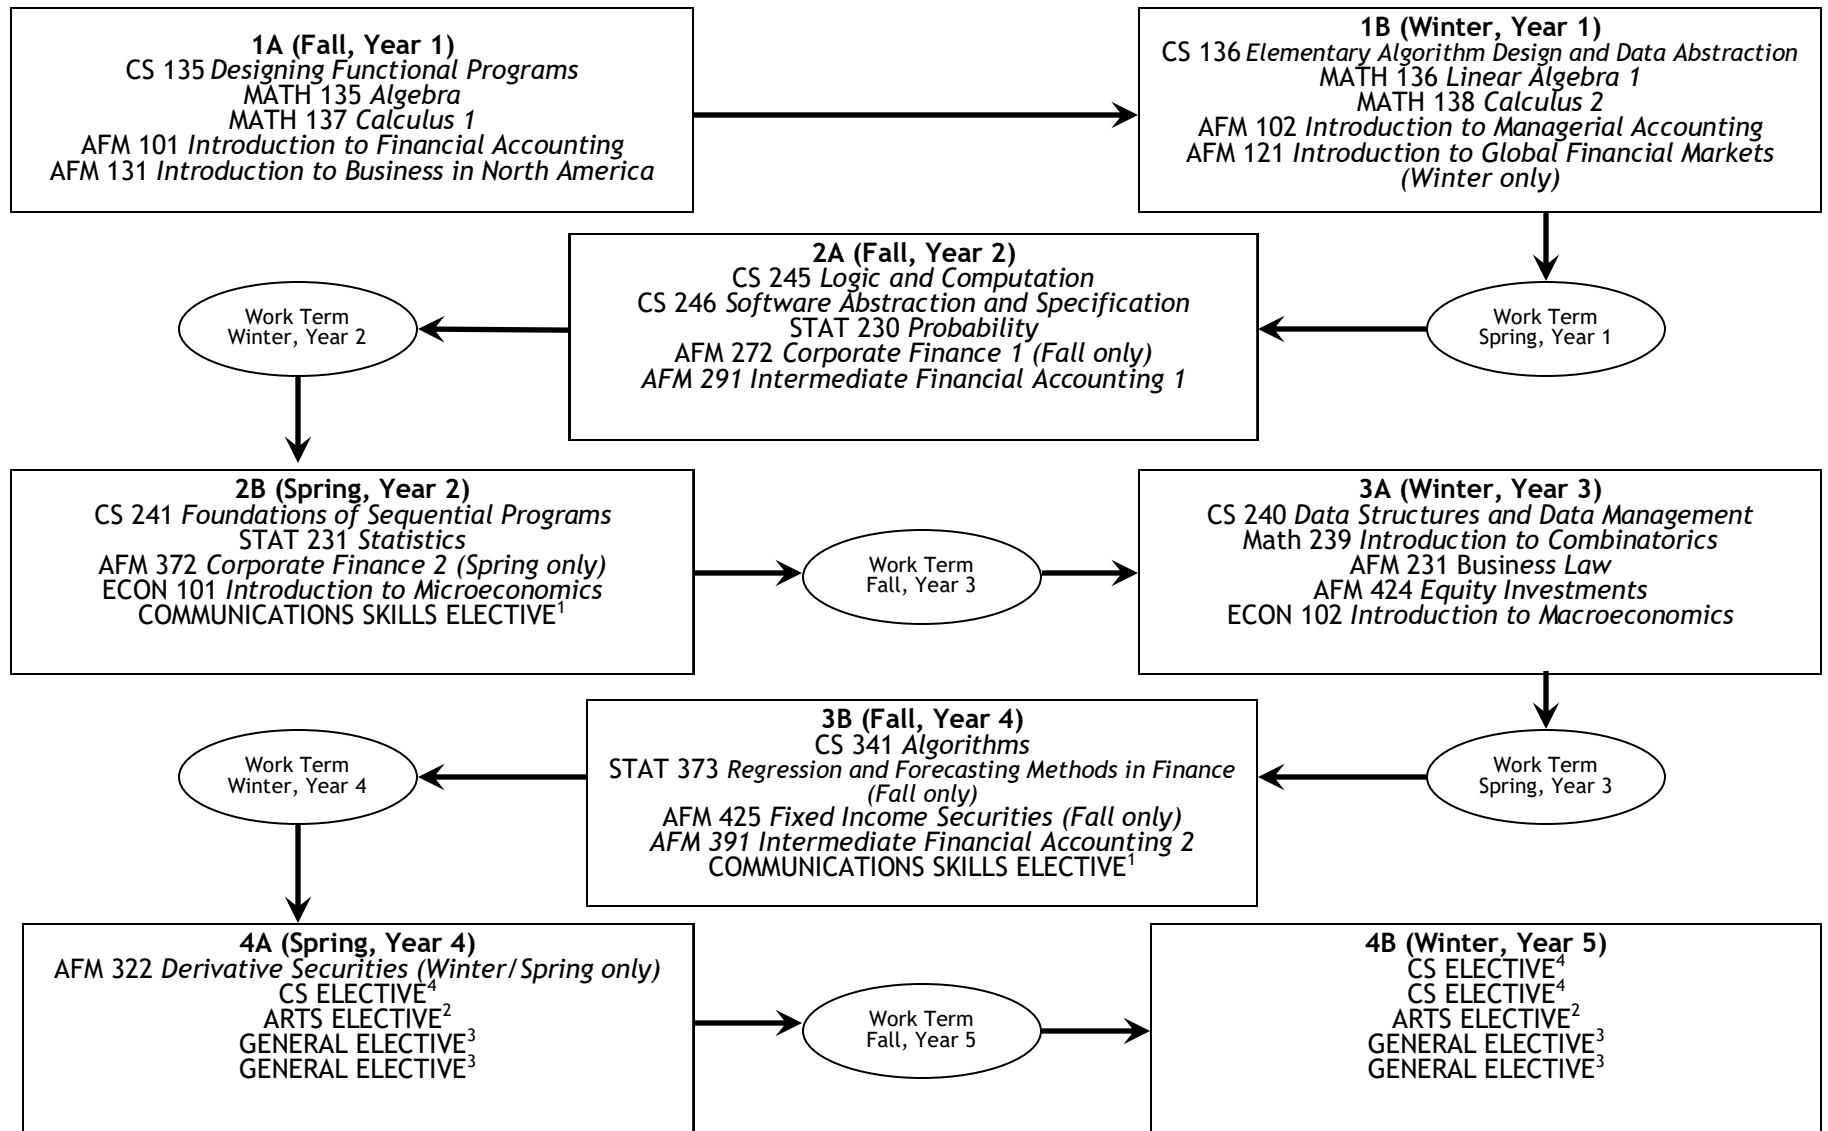 1A (Fall, Year 1)
CS 135 Designing Functional Programs
MATH 135 Algebra
MATH 137 Calculus 1
AFM 101 Introduction to Financial Accounting
AFM 131 Introduction to Business in North America
1B (Winter, Year 1)
CS 136 Elementary Algorithm Design and Data Abstraction
MATH 136 Linear Algebra 1
MATH 138 Calculus 2
AFM 102 Introduction to Managerial Accounting
AFM 121 Introduction to Global Financial Markets
(Winter only)
Work Term
Spring, Year 1
2A (Fall, Year 2)
CS 245 Logic and Computation
CS 246 Software Abstraction and Specification
STAT 230 Probability
AFM 272 Corporate Finance 1 (Fall only)
AFM 291 Intermediate Financial Accounting 1
Work Term
Winter, Year 2
2B (Spring, Year 2)
CS 241 Foundations of Sequential Programs
STAT 231 Statistics
AFM 372 Corporate Finance 2 (Spring only)
ECON 101 Introduction to Microeconomics
COMMUNICATIONS SKILLS ELECTIVE¹
Work Term
Fall, Year 3
3A (Winter, Year 3)
CS 240 Data Structures and Data Management
Math 239 Introduction to Combinatorics
AFM 231 Business Law
AFM 424 Equity Investments
ECON 102 Introduction to Macroeconomics
Work Term
Spring, Year 3
3B (Fall, Year 4)
CS 341 Algorithms
STAT 373 Regression and Forecasting Methods in Finance
(Fall only)
AFM 425 Fixed Income Securities (Fall only)
AFM 391 Intermediate Financial Accounting 2
COMMUNICATIONS SKILLS ELECTIVE¹
Work Term
Winter, Year 4
4A (Spring, Year 4)
AFM 322 Derivative Securities (Winter/Spring only)
CS ELECTIVE⁴
ARTS ELECTIVE²
GENERAL ELECTIVE³
GENERAL ELECTIVE³
Work Term
Fall, Year 5
4B (Winter, Year 5)
CS ELECTIVE⁴
CS ELECTIVE⁴
ARTS ELECTIVE²
GENERAL ELECTIVE³
GENERAL ELECTIVE³